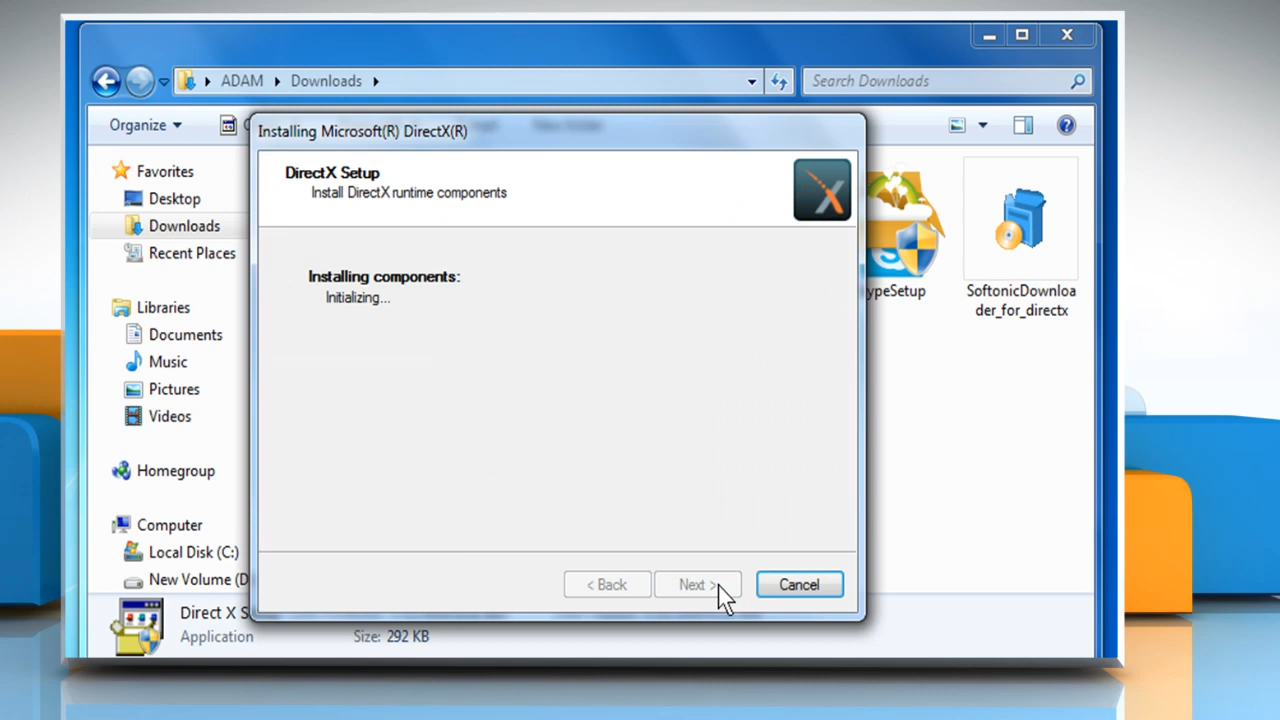 ADAM Downloads
Search Downloads
Organize
Installing Microsoft(R) DirectX(R)
DirectX Setup
Install DirectX runtime components
Installing components:
Initializing...
< Back
Next >
Cancel
Favorites
Desktop
Downloads
Recent Places
Libraries
Documents
Music
Pictures
Videos
Homegroup
Computer
Local Disk (C:)
New Volume (D
ypeSetup
SoftonicDownloa
der_for_directx
Direct X S
Application
Size: 292 KB